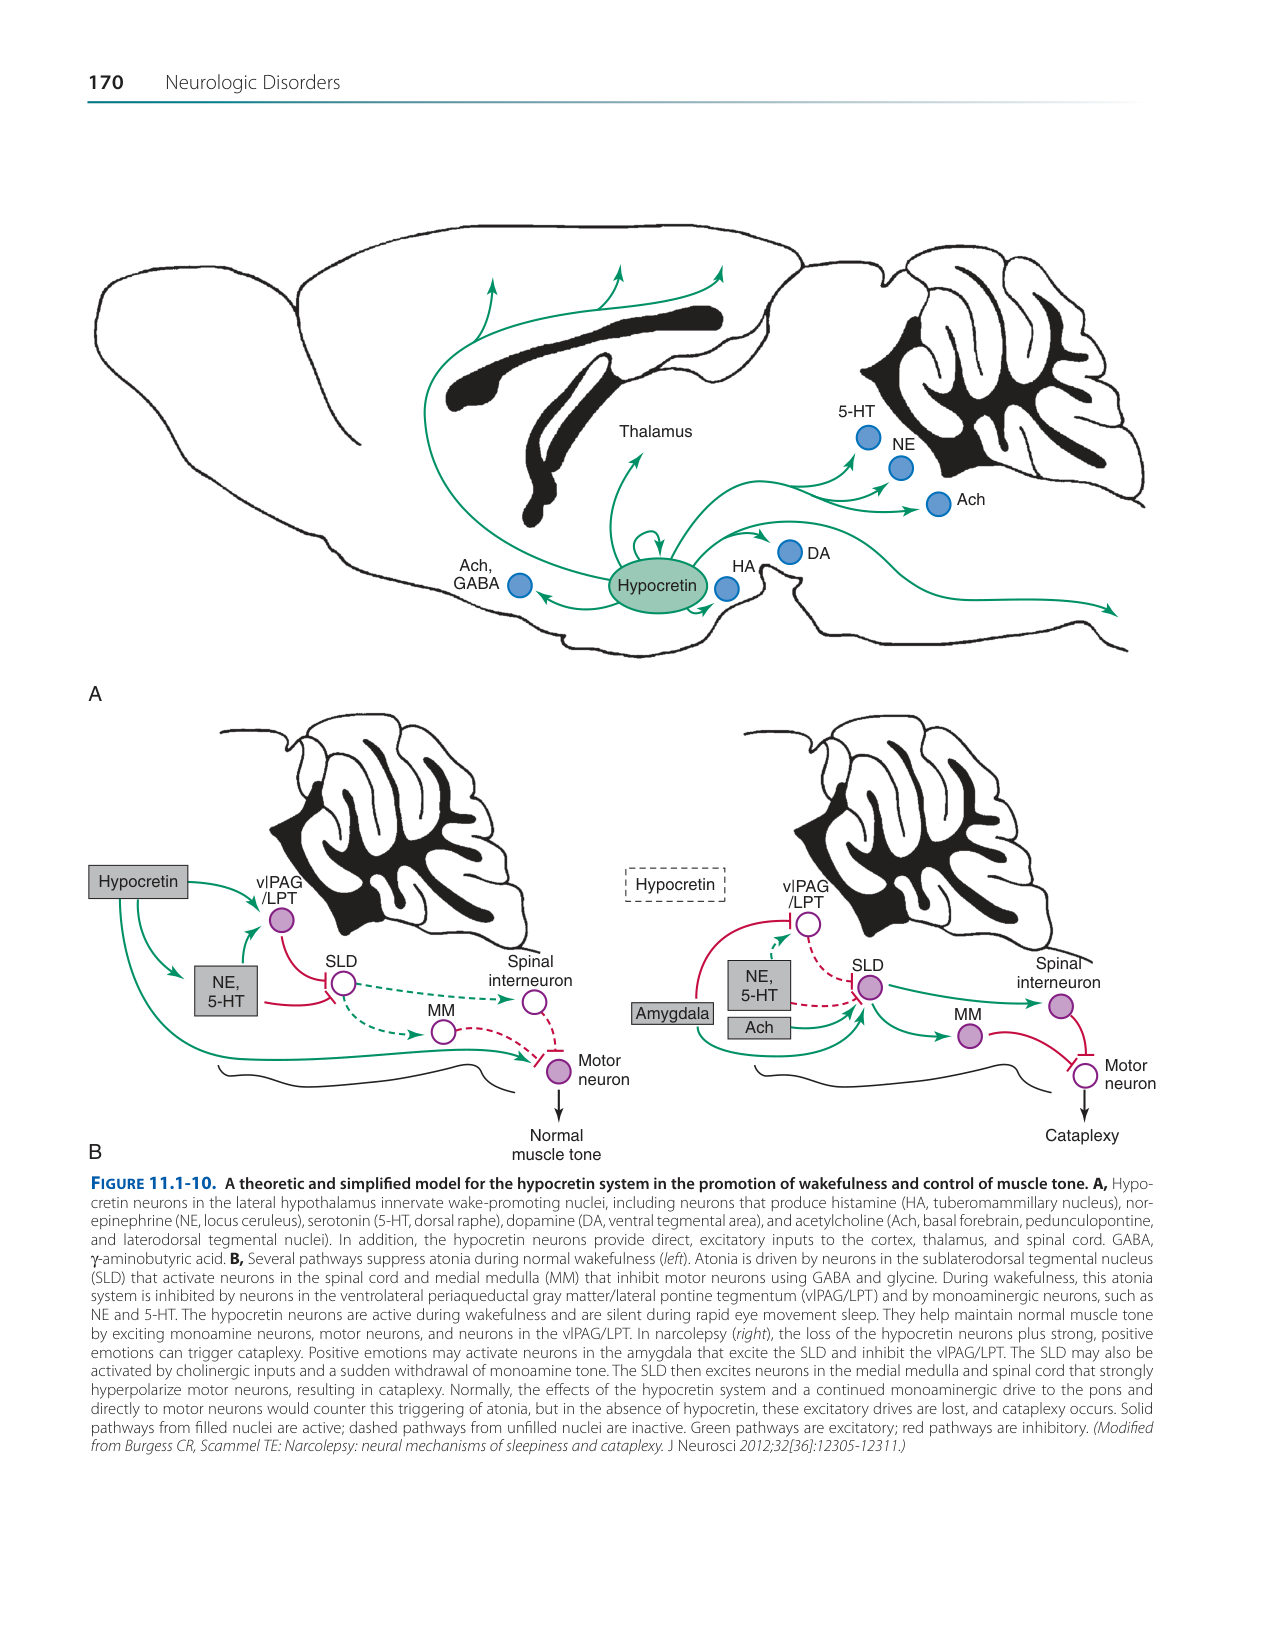 170 Neurologic Disorders
5-HT
Thalamus
NE
Ach
DA
Ach,
GABA
HA
Hypocretin
A
Hypocretin
vlPAG
/LPT
NE,
5-HT
SLD
Spinal
interneuron
MM
Motor
neuron
Normal
muscle tone
Hypocretin
vlPAG
/LPT
NE,
5-HT
SLD
Spinal
interneuron
Amygdala
Ach
MM
Motor
neuron
Cataplexy
B
FIGURE 11.1-10. A theoretic and simplified model for the hypocretin system in the promotion of wakefulness and control of muscle tone. A, Hypo-
cretin neurons in the lateral hypothalamus innervate wake-promoting nuclei, including neurons that produce histamine (HA, tuberomammillary nucleus), nor-
epinephrine (NE, locus ceruleus), serotonin (5-HT, dorsal raphe), dopamine (DA, ventral tegmental area), and acetylcholine (Ach, basal forebrain, pedunculopontine,
and laterodorsal tegmental nuclei). In addition, the hypocretin neurons provide direct, excitatory inputs to the cortex, thalamus, and spinal cord. GABA,
γ-aminobutyric acid. B, Several pathways suppress atonia during normal wakefulness (left). Atonia is driven by neurons in the sublaterodorsal tegmental nucleus
(SLD) that activate neurons in the spinal cord and medial medulla (MM) that inhibit motor neurons using GABA and glycine. During wakefulness, this atonia
system is inhibited by neurons in the ventrolateral periaqueductal gray matter/lateral pontine tegmentum (vlPAG/LPT) and by monoaminergic neurons, such as
NE and 5-HT. The hypocretin neurons are active during wakefulness and are silent during rapid eye movement sleep. They help maintain normal muscle tone
by exciting monoamine neurons, motor neurons, and neurons in the vlPAG/LPT. In narcolepsy (right), the loss of the hypocretin neurons plus strong, positive
emotions can trigger cataplexy. Positive emotions may activate neurons in the amygdala that excite the SLD and inhibit the vlPAG/LPT. The SLD may also be
activated by cholinergic inputs and a sudden withdrawal of monoamine tone. The SLD then excites neurons in the medial medulla and spinal cord that strongly
hyperpolarize motor neurons, resulting in cataplexy. Normally, the effects of the hypocretin system and a continued monoaminergic drive to the pons and
directly to motor neurons would counter this triggering of atonia, but in the absence of hypocretin, these excitatory drives are lost, and cataplexy occurs. Solid
pathways from filled nuclei are active; dashed pathways from unfilled nuclei are inactive. Green pathways are excitatory; red pathways are inhibitory. (Modified
from Burgess CR, Scammel TE: Narcolepsy: neural mechanisms of sleepiness and cataplexy. J Neurosci 2012;32[36]:12305-12311.)